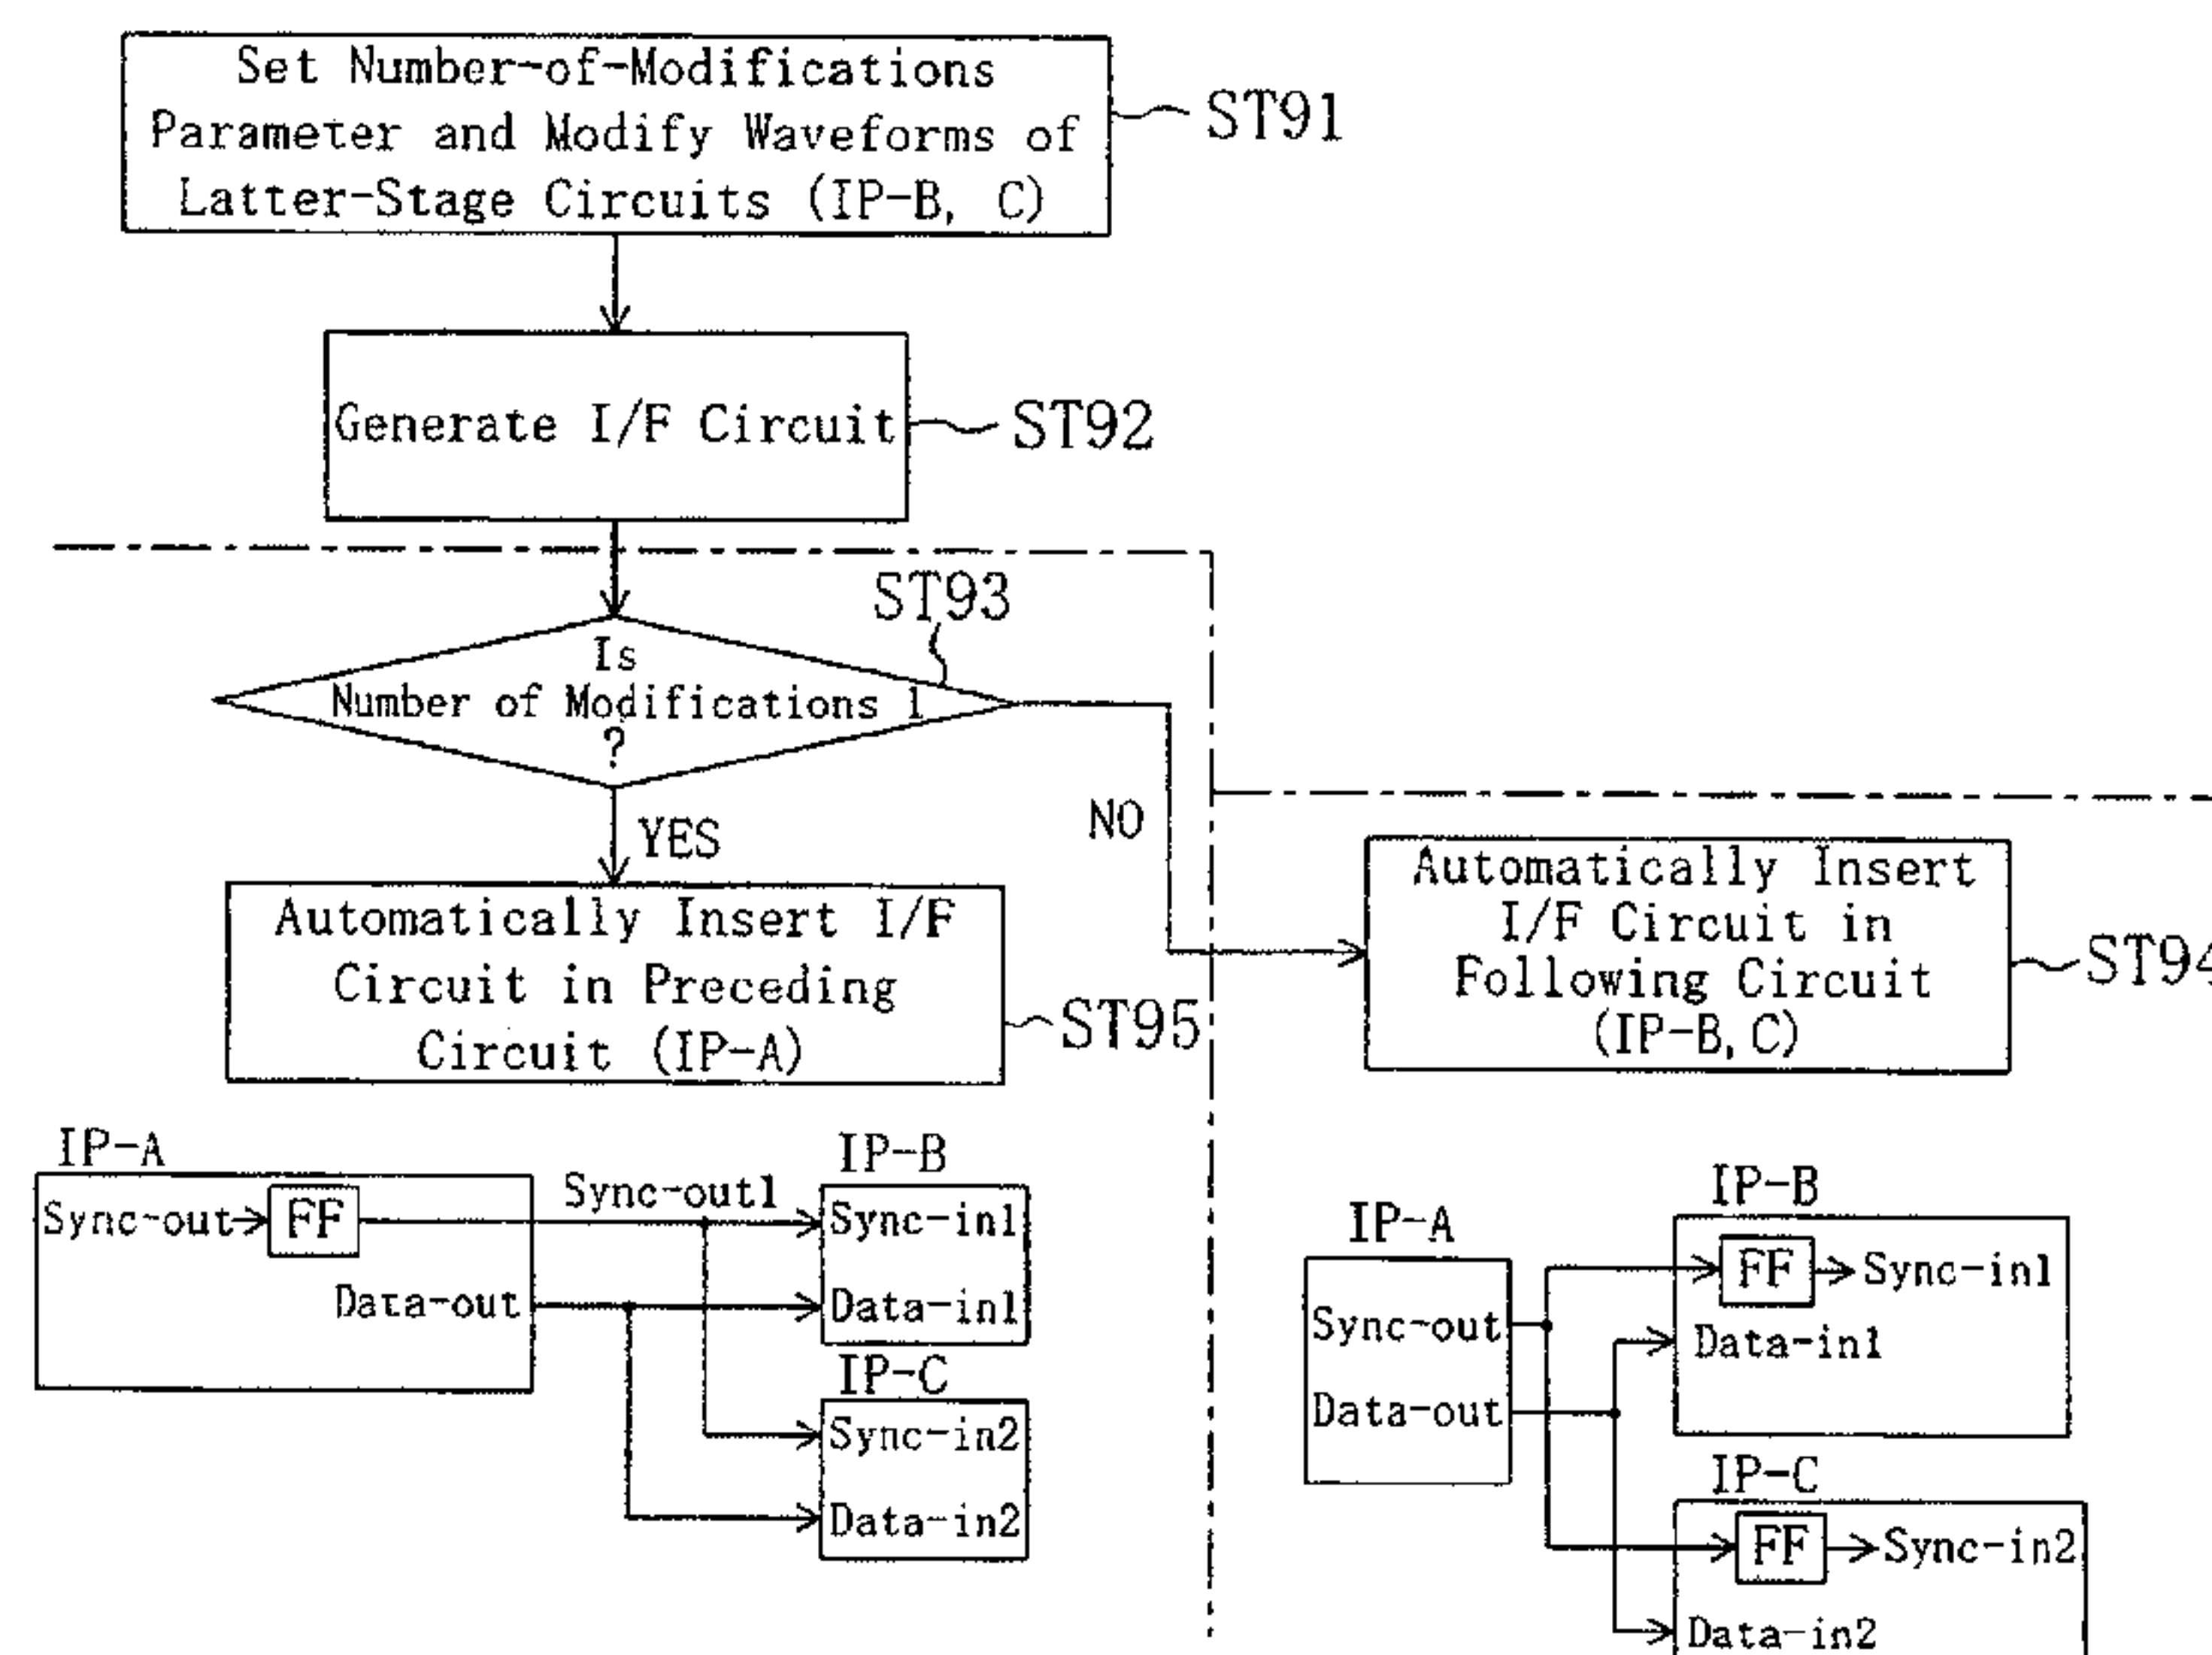 Set Number-of-Modifications
Parameter and Modify Waveforms of
Latter-Stage Circuits (IP-B, C)
ST91
Generate I/F Circuit
ST92
ST93
Is
Number of Modifications 1
?
YES
NO
Automatically Insert I/F
Circuit in Preceding
Circuit (IP-A)
ST95
Automatically Insert
I/F Circuit in
Following Circuit
(IP-B, C)
ST94
IP-A
Sync-out
FF
Data-out
Sync-out1
IP-B
Sync-in1
Data-in1
IP-C
Sync-in2
Data-in2
IP-A
Sync-out
Data-out
IP-B
FF
Sync-in1
Data-in1
IP-C
FF
Sync-in2
Data-in2